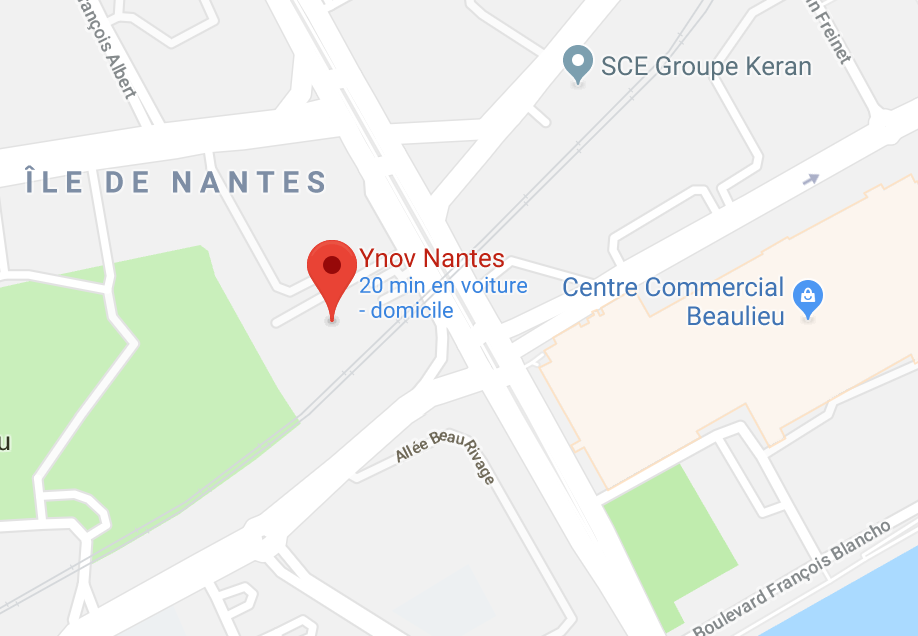 François Albert
Freinet
SCE Groupe Keran
ÎLE DE NANTES
Ynov Nantes
20 min en voiture
- domicile
Centre Commercial
Beaulieu
u
Allée Beau Rivage
Boulevard François Blancho